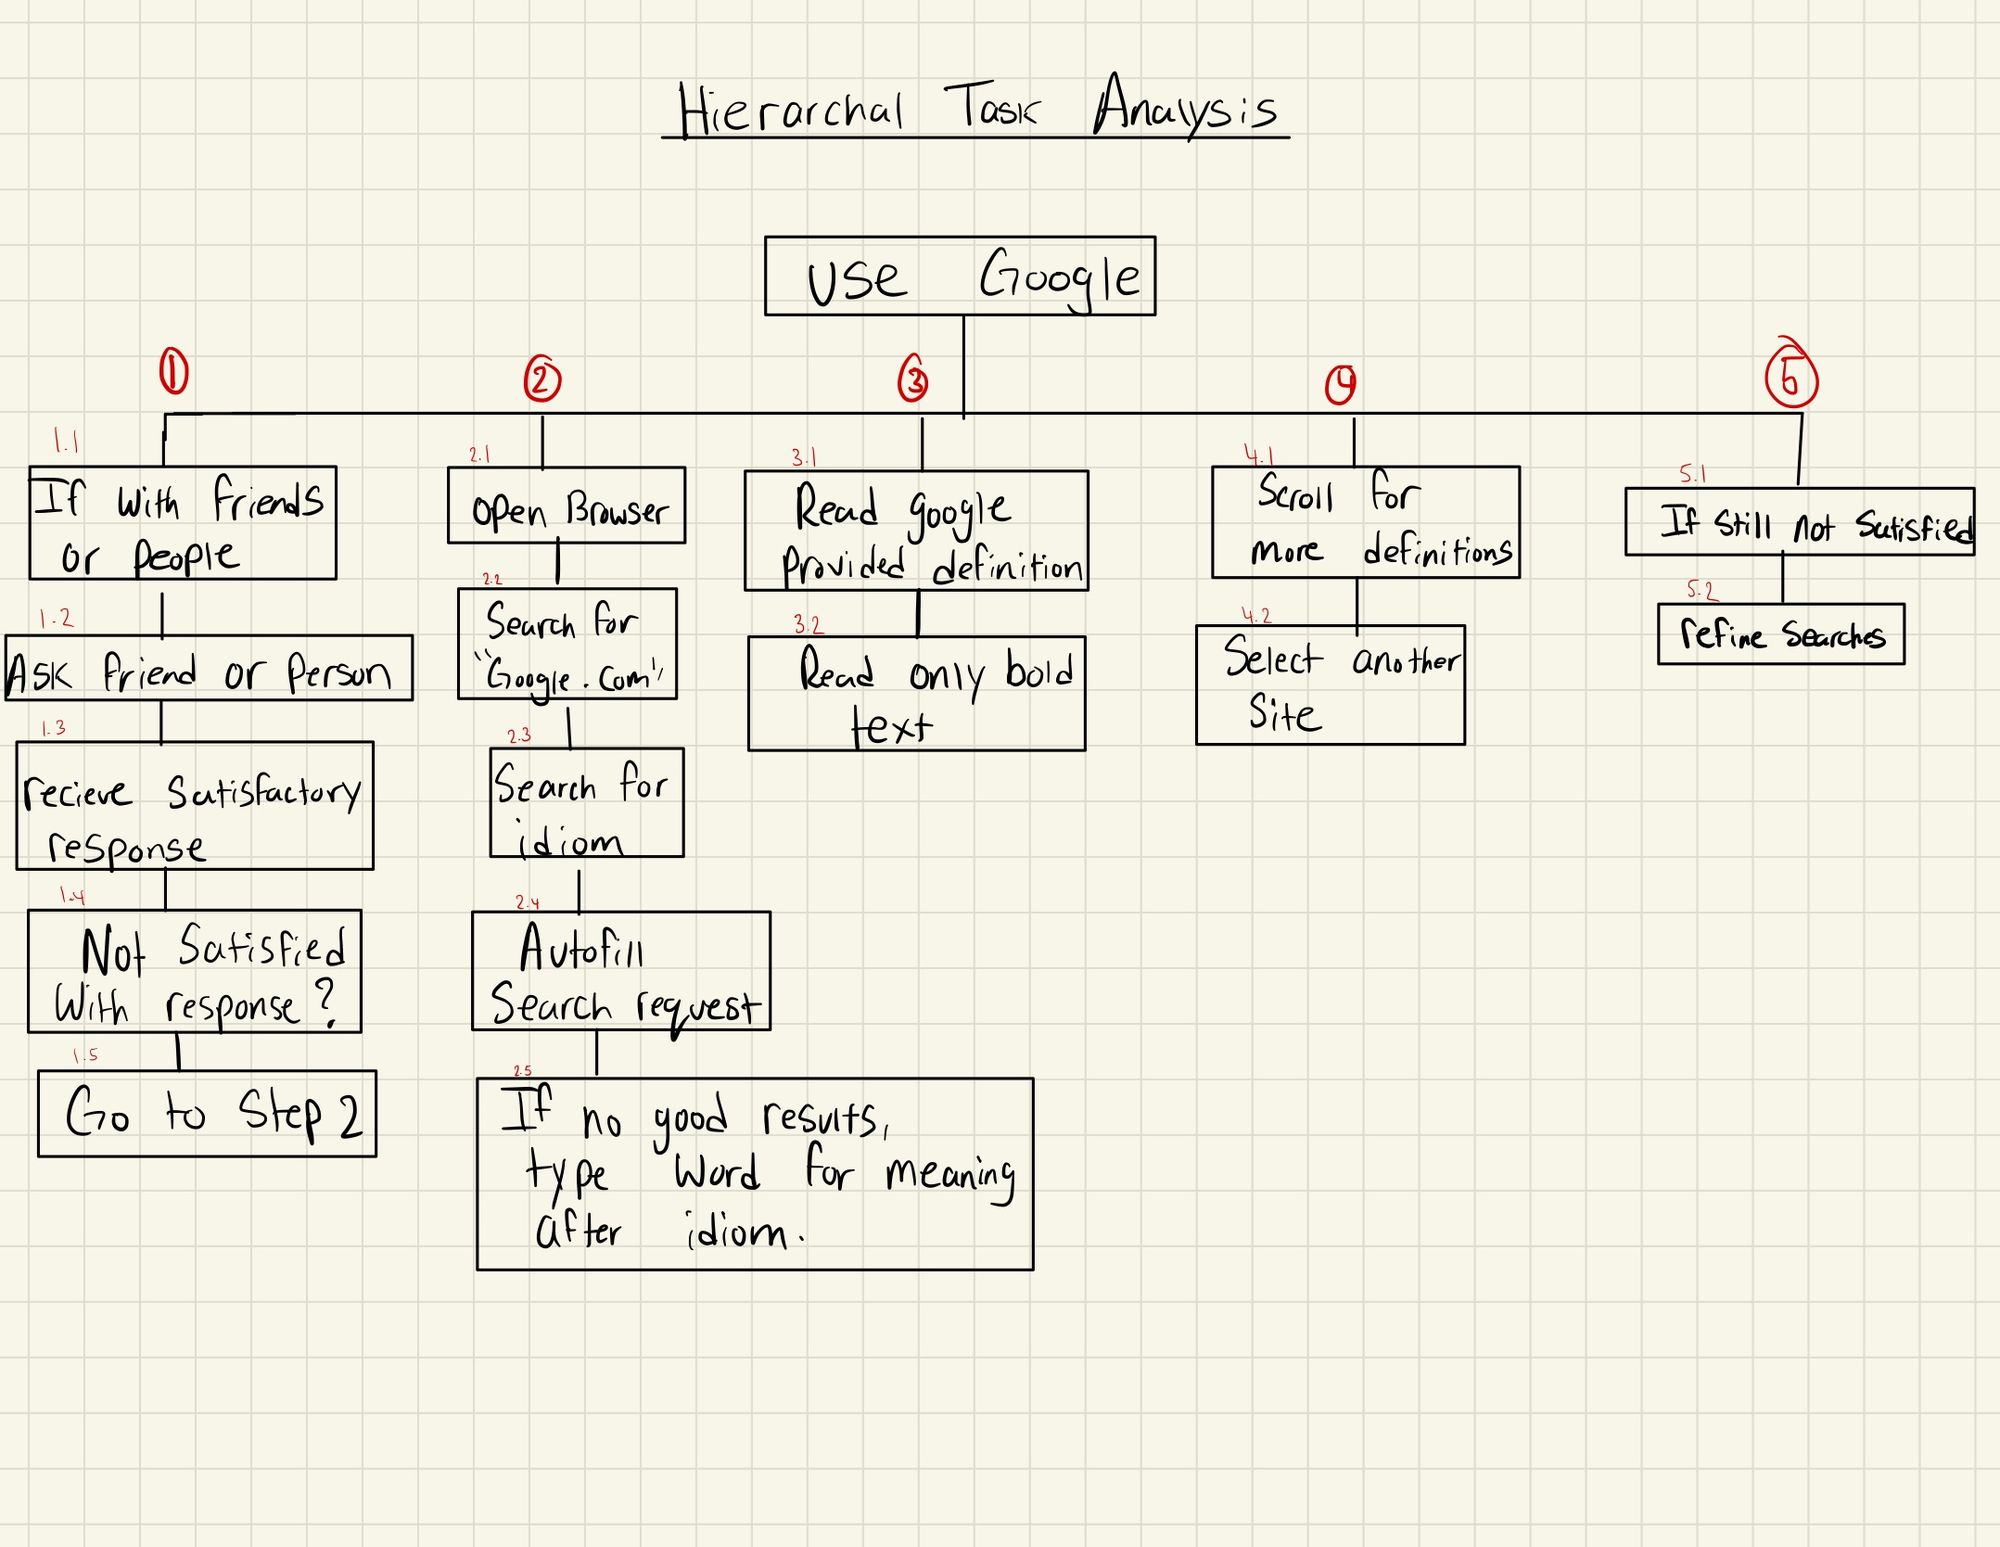 Hierarchal Task Analysis
Use Google
1
2
3
4
5
1.1
If with friends
or people
1.2
Ask friend or person
1.3
recieve satisfactory
response
1.4
Not Satisfied
with response?
1.5
Go to Step 2
2.1
open Browser
2.2
Search for
"Google.com"
2.3
Search for
idiom
2.4
Autofill
Search request
2.5
If no good results,
type word for meaning
after idiom.
3.1
Read google
provided definition
3.2
Read only bold
text
4.1
Scroll for
more definitions
4.2
Select another
Site
5.1
If still not satisfied
5.2
refine searches